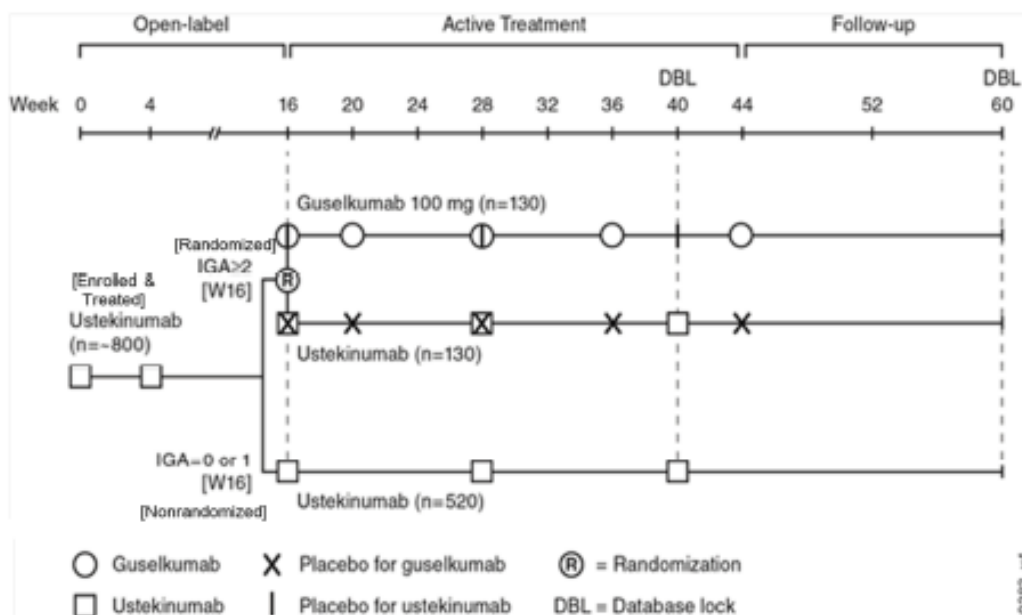 Open-label Active Treatment Follow-up
DBL DBL
Week 0 4 16 20 24 28 32 36 40 44 52 60
Guselkumab 100 mg (n=130)
[Randomized]
IGA≥2
[W16]
R
[Enrolled &
Treated]
Ustekinumab
(n=~800)
Ustekinumab (n=130)
IGA=0 or 1
[W16]
[Nonrandomized]
Ustekinumab (n=520)
Guselkumab Placebo for guselkumab R = Randomization
Ustekinumab Placebo for ustekinumab DBL = Database lock